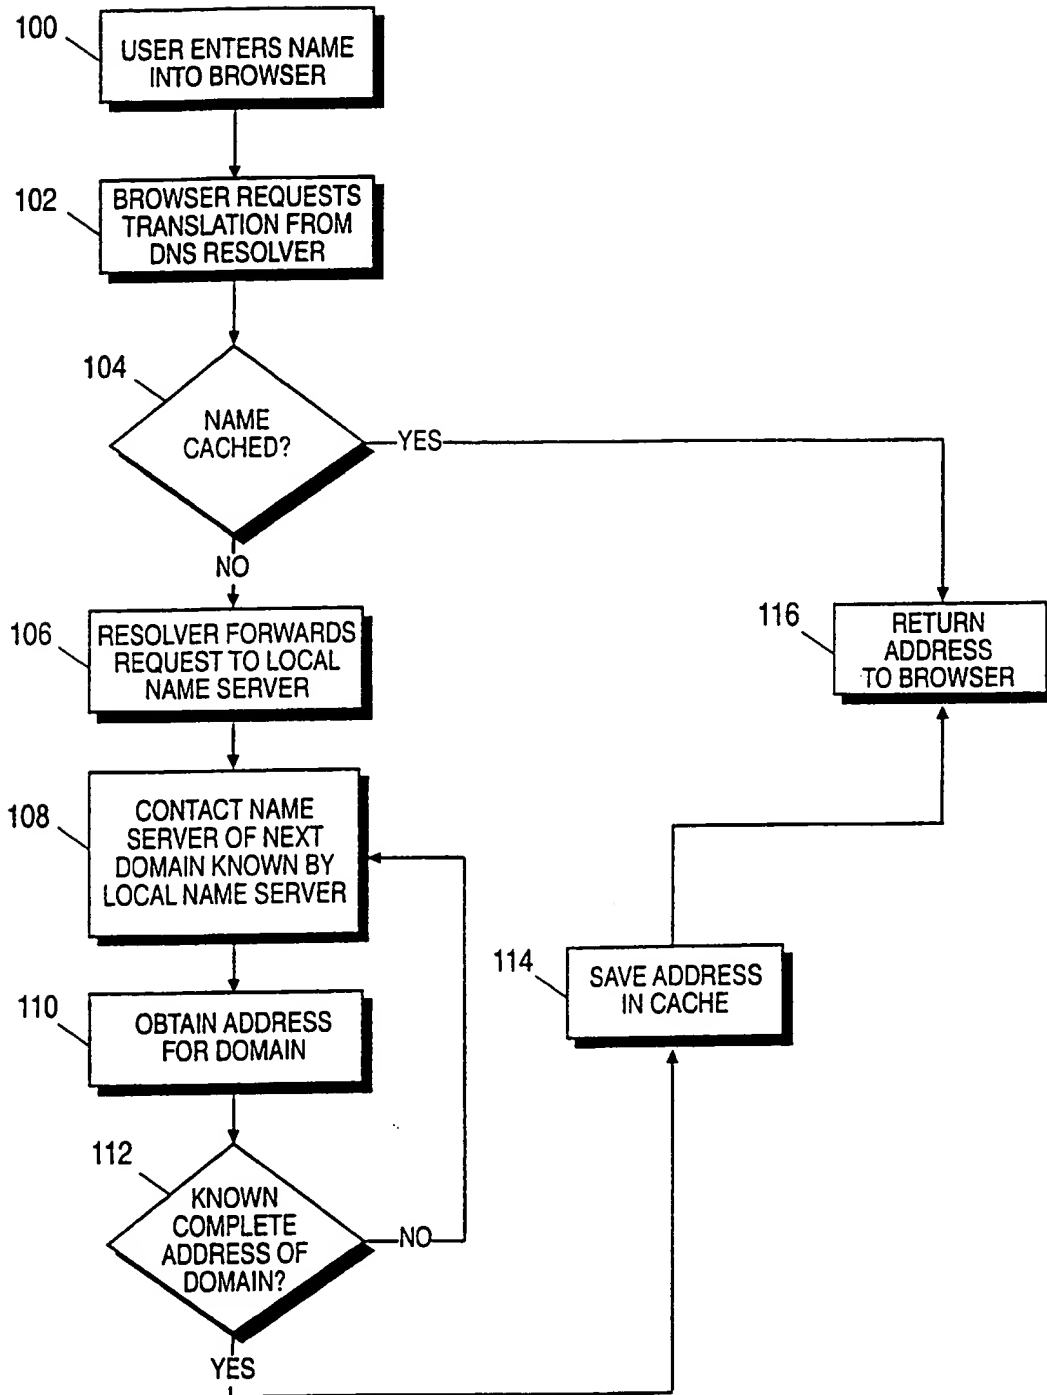 100
USER ENTERS NAME
INTO BROWSER
102
BROWSER REQUESTS
TRANSLATION FROM
DNS RESOLVER
104
NAME
CACHED?
YES
NO
106
RESOLVER FORWARDS
REQUEST TO LOCAL
NAME SERVER
116
RETURN
ADDRESS
TO BROWSER
108
CONTACT NAME
SERVER OF NEXT
DOMAIN KNOWN BY
LOCAL NAME SERVER
114
SAVE ADDRESS
IN CACHE
110
OBTAIN ADDRESS
FOR DOMAIN
112
KNOWN
COMPLETE
ADDRESS OF
DOMAIN?
NO
YES